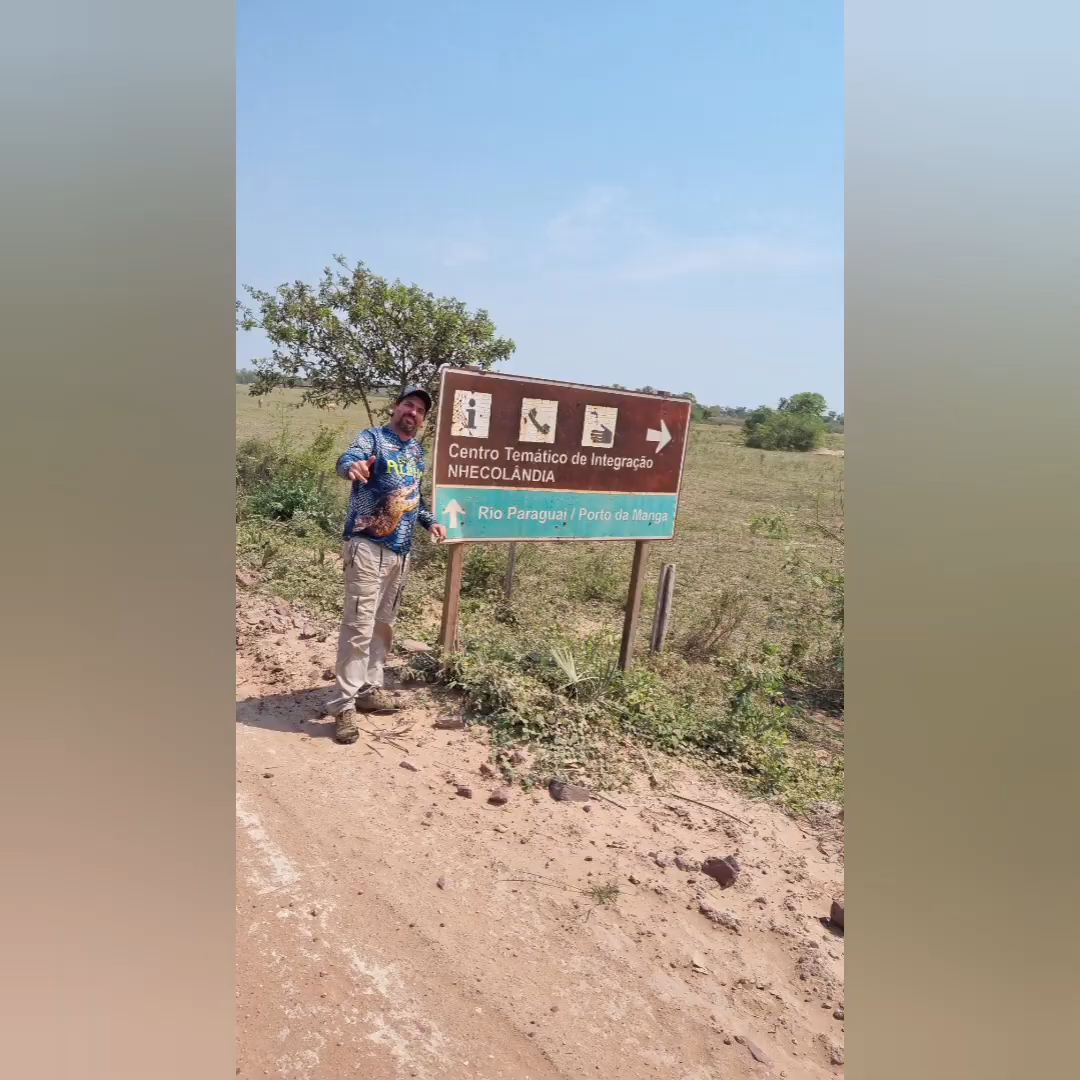 Centro Temático de Integração
NHECOLÂNDIA
Rio Paraguai / Porto da Manga